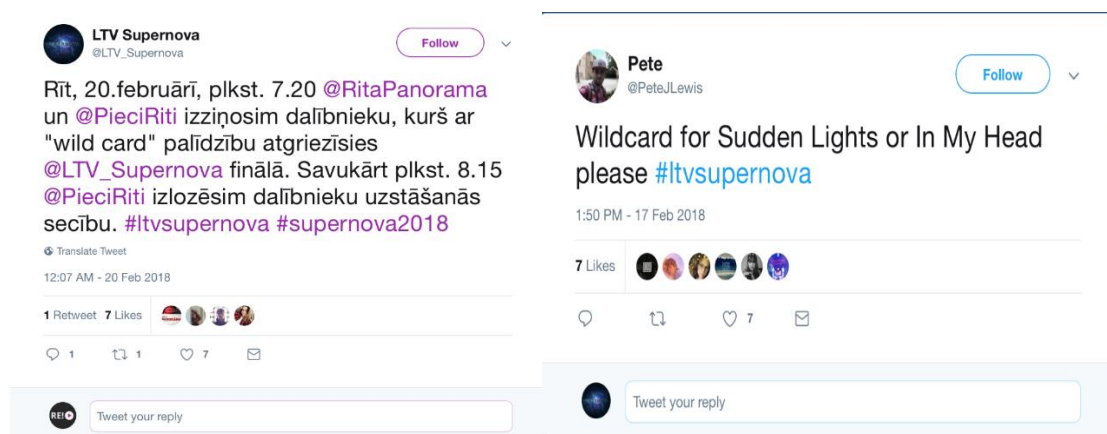 LTV Supernova
@LTV_Supernova
Follow
Rīt, 20.februārī, plkst. 7.20 @RitaPanorama
un @PieciRiti izziņosim dalībnieku, kurš ar
"wild card" palīdzību atgriezīsies
@LTV_Supernova finālā. Savukārt plkst. 8.15
@PieciRiti izlozēsim dalībnieku uzstāšanās
secību. #ltvsupernova #supernova2018
Translate Tweet
12:07 AM - 20 Feb 2018
1 Retweet 7 Likes
1 1 7
RE!O
Tweet your reply
Pete
@PeteJLewis
Follow
Wildcard for Sudden Lights or In My Head
please #ltvsupernova
1:50 PM - 17 Feb 2018
7 Likes
7
Tweet your reply